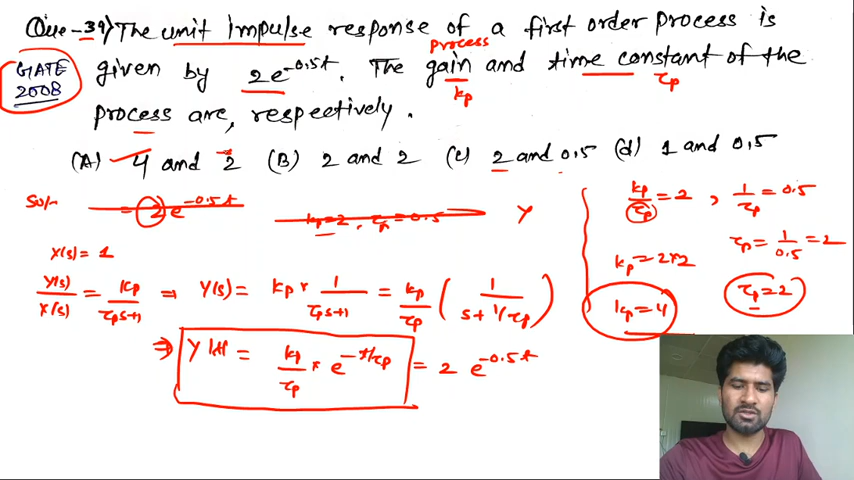 Que-39) The unit impulse response of a first order process is
process
GATE 2008 given by 2e^-0.5t. The gain and time constant of the
Kp τp
process are, respectively.
(A) 4 and 2 (B) 2 and 2 (c) 2 and 0.5 (d) 1 and 0.5
Soln = 2e^-0.5t Kp=2, τp=0.5 Y
X(s) = 1
Y(s)/X(s) = Kp/(τps+1) ⇒ Y(s) = Kp × 1/(τps+1) = Kp/τp (1/(s+1/τp))
⇒ Y(t) = Kp/τp × e^-t/τp = 2 e^-0.5t
Kp/τp = 2, 1/τp = 0.5
τp = 1/0.5 = 2
Kp = 2×2
Kp = 4 τp = 2